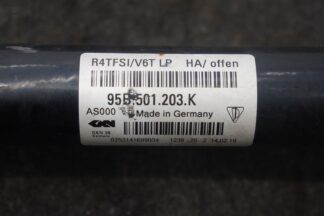 R4TFSI/V6T LP HA/ offen
95B.501.203.K
AS000 Made in Germany
GKN